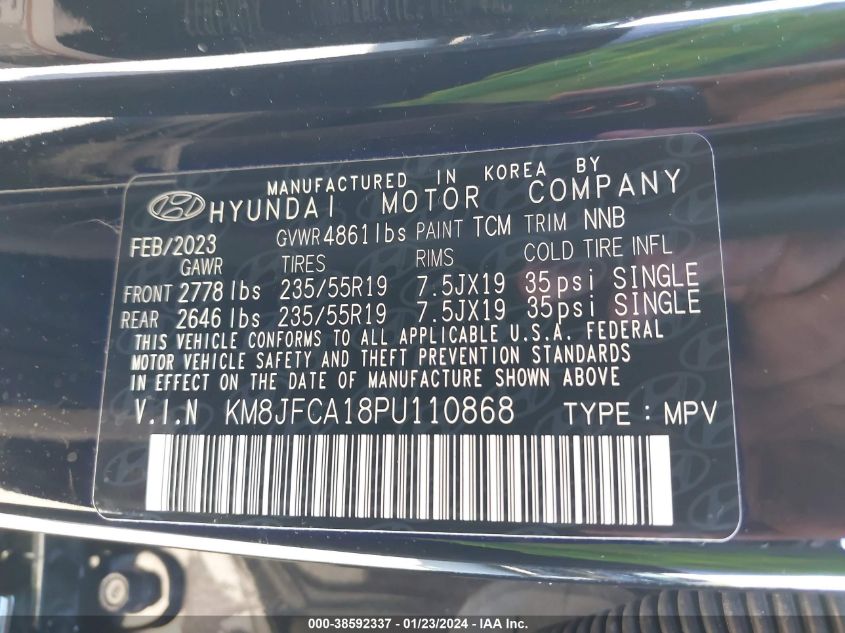 MANUFACTURED IN KOREA BY
HYUNDAI MOTOR COMPANY
FEB/2023 GVWR 4861 lbs PAINT TCM TRIM NNB
GAWR TIRES RIMS COLD TIRE INFL
FRONT 2778 lbs 235/55R19 7.5JX19 35psi SINGLE
REAR 2646 lbs 235/55R19 7.5JX19 35psi SINGLE
THIS VEHICLE CONFORMS TO ALL APPLICABLE U.S.A. FEDERAL
MOTOR VEHICLE SAFETY AND THEFT PREVENTION STANDARDS
IN EFFECT ON THE DATE OF MANUFACTURE SHOWN ABOVE
V.I.N KM8JFCA18PU110868 TYPE : MPV
000-38592337 - 01/23/2024 - IAA Inc.